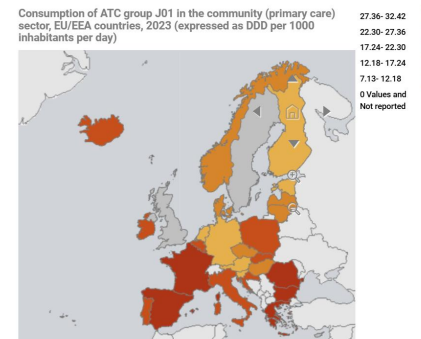 Consumption of ATC group J01 in the community (primary care)
sector, EU/EEA countries, 2023 (expressed as DDD per 1000
inhabitants per day)
27.36- 32.42
22.30- 27.36
17.24- 22.30
12.18- 17.24
7.13- 12.18
0 Values and
Not reported